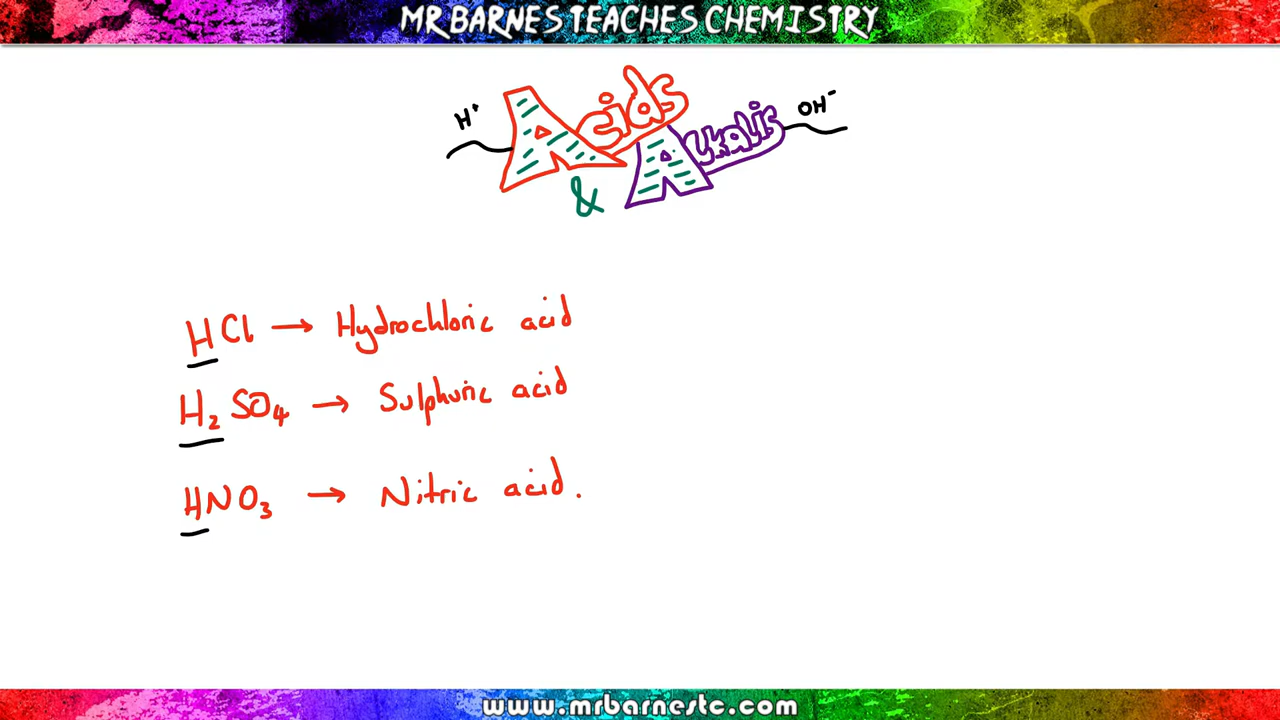 MR BARNES TEACHES CHEMISTRY
H⁺ Acids OH⁻
& Alkalis
HCl → Hydrochloric acid
H₂SO₄ → Sulphuric acid
HNO₃ → Nitric acid.
www.mrbarnestc.com